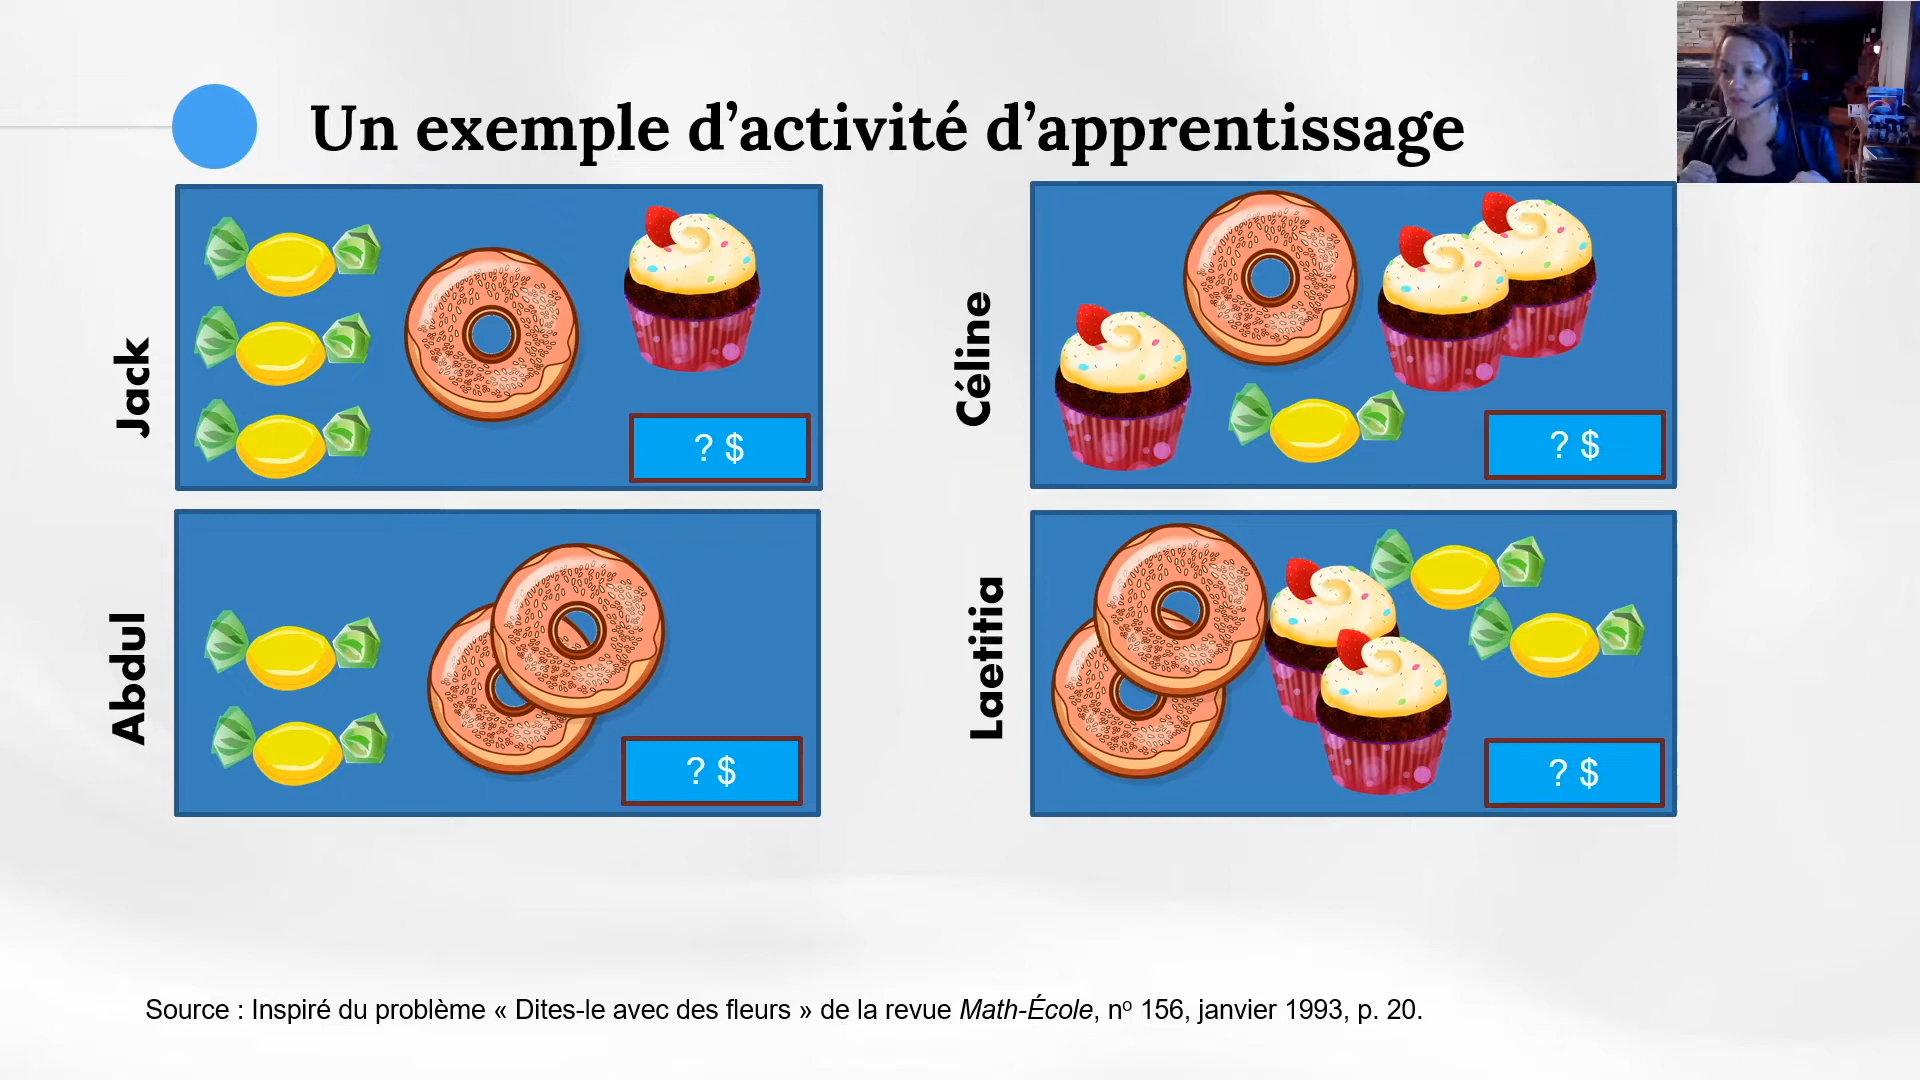 Un exemple d’activité d’apprentissage
Jack
? $
Céline
? $
Abdul
? $
Laetitia
? $
Source : Inspiré du problème « Dites-le avec des fleurs » de la revue Math-École, nº 156, janvier 1993, p. 20.